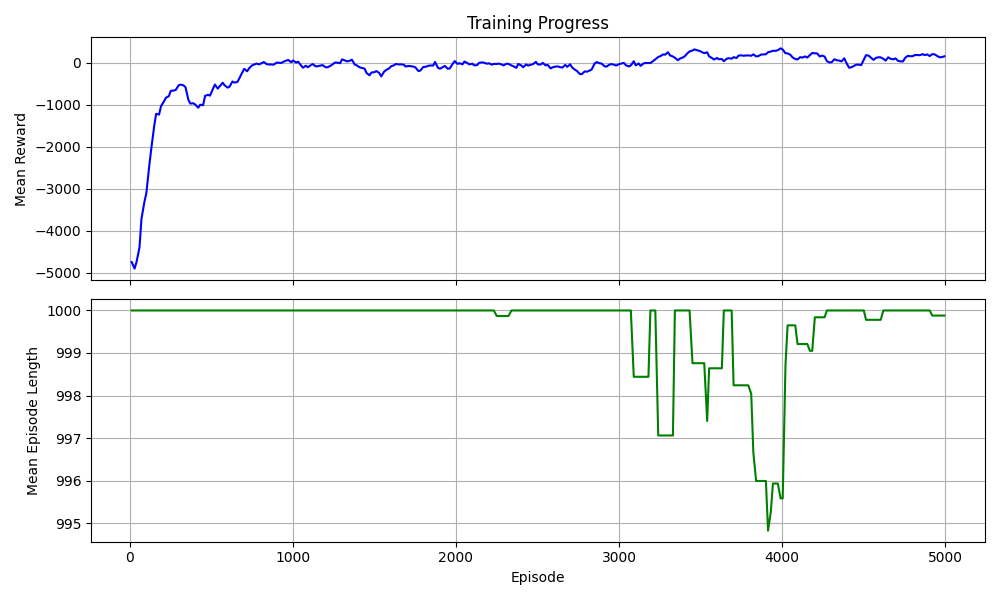 Training Progress
Mean Reward
0
−1000
−2000
−3000
−4000
−5000
Mean Episode Length
1000
999
998
997
996
995
0 1000 2000 3000 4000 5000
Episode